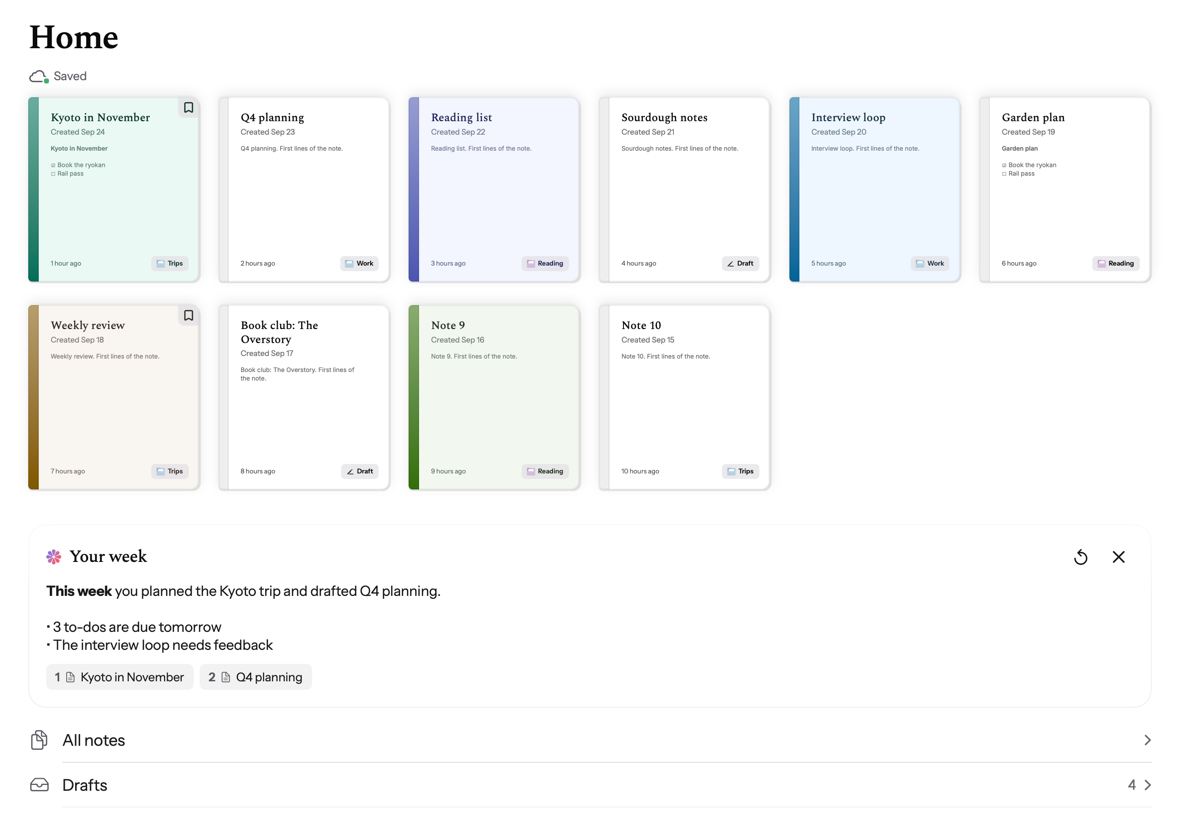 Home
Saved
Kyoto in November
Created Sep 24
Kyoto in November
Book the ryokan
Rail pass
1 hour ago
Trips
Q4 planning
Created Sep 23
Q4 planning. First lines of the note.
2 hours ago
Work
Reading list
Created Sep 22
Reading list. First lines of the note.
3 hours ago
Reading
Sourdough notes
Created Sep 21
Sourdough notes. First lines of the note.
4 hours ago
Draft
Interview loop
Created Sep 20
Interview loop. First lines of the note.
5 hours ago
Work
Garden plan
Created Sep 19
Garden plan
Book the ryokan
Rail pass
6 hours ago
Reading
Weekly review
Created Sep 18
Weekly review. First lines of the note.
7 hours ago
Trips
Book club: The
Overstory
Created Sep 17
Book club: The Overstory. First lines of
the note.
8 hours ago
Draft
Note 9
Created Sep 16
Note 9. First lines of the note.
9 hours ago
Reading
Note 10
Created Sep 15
Note 10. First lines of the note.
10 hours ago
Trips
Your week
This week you planned the Kyoto trip and drafted Q4 planning.
• 3 to-dos are due tomorrow
• The interview loop needs feedback
1 Kyoto in November
2 Q4 planning
All notes
Drafts
4